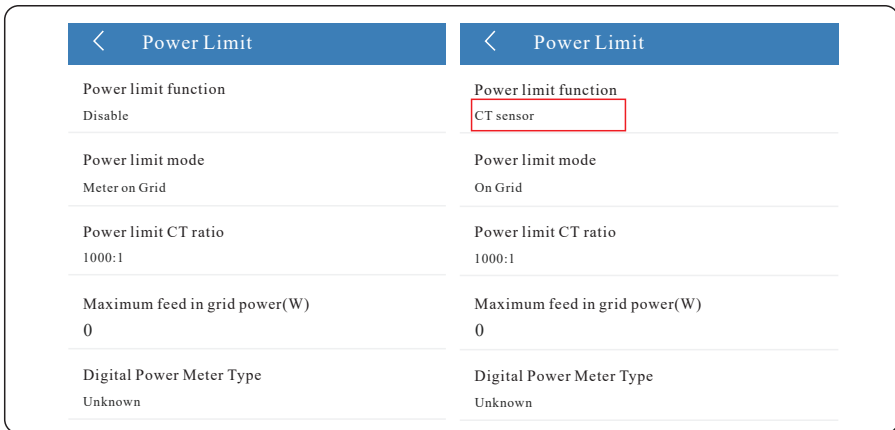 Power Limit
Power limit function
Disable
Power limit mode
Meter on Grid
Power limit CT ratio
1000:1
Maximum feed in grid power(W)
0
Digital Power Meter Type
Unknown
Power Limit
Power limit function
CT sensor
Power limit mode
On Grid
Power limit CT ratio
1000:1
Maximum feed in grid power(W)
0
Digital Power Meter Type
Unknown